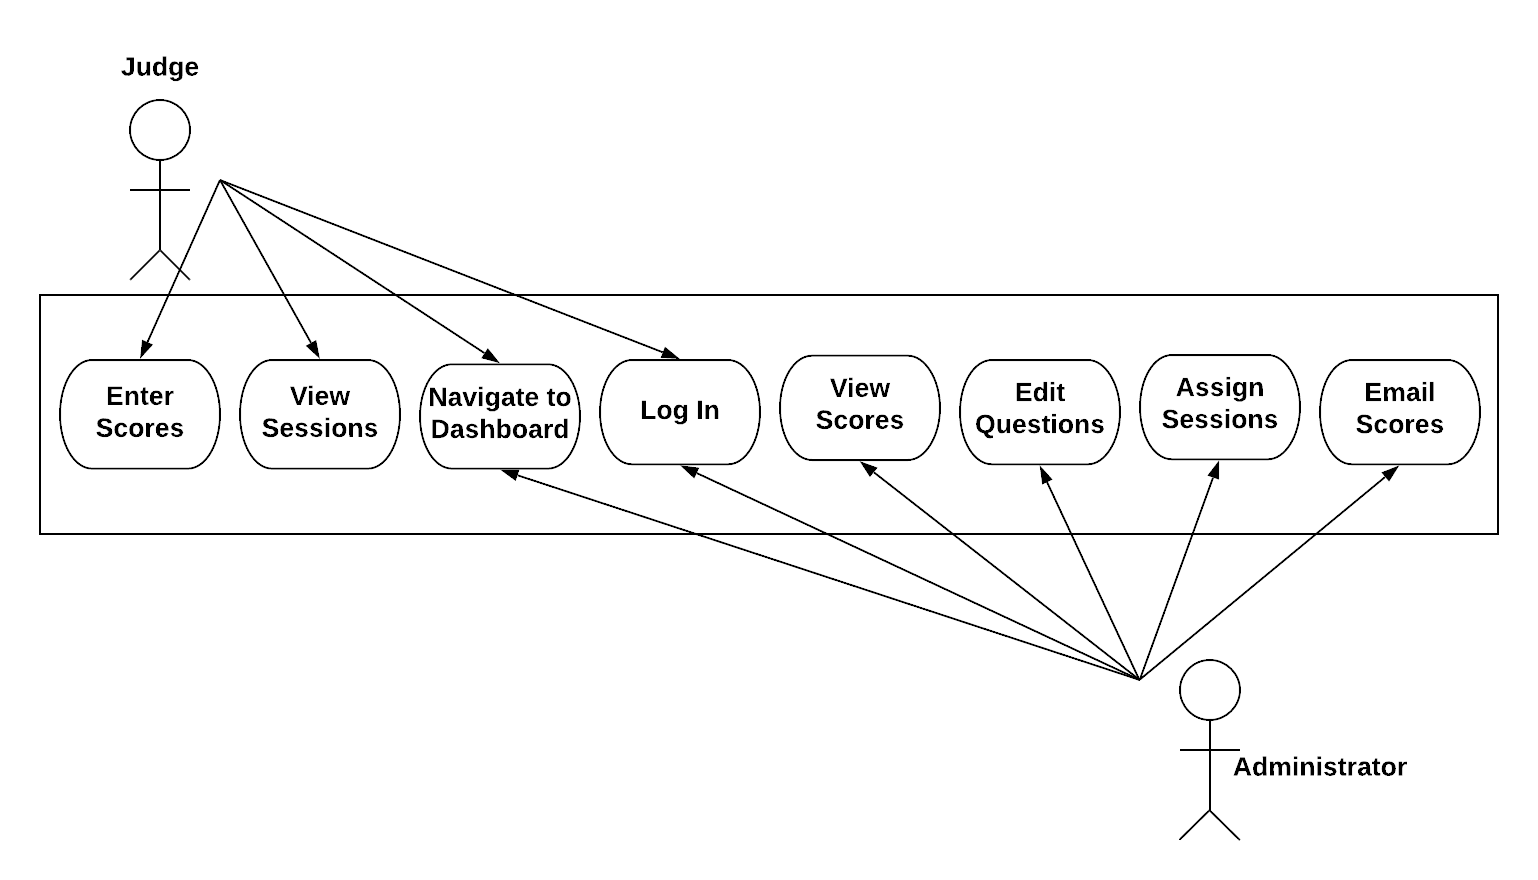 Judge
Enter
Scores
View
Sessions
Navigate to
Dashboard
Log In
View
Scores
Edit
Questions
Assign
Sessions
Email
Scores
Administrator